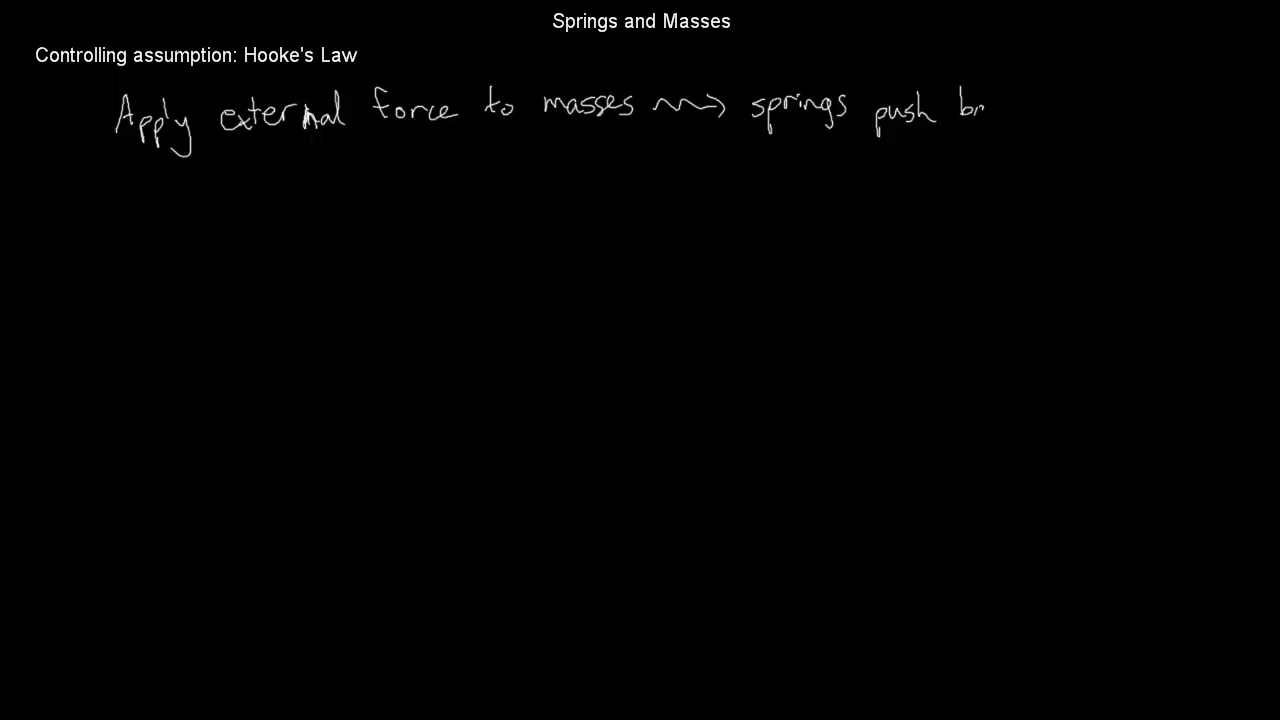 Springs and Masses
Controlling assumption: Hooke's Law
Apply external force to masses ⇝ springs push